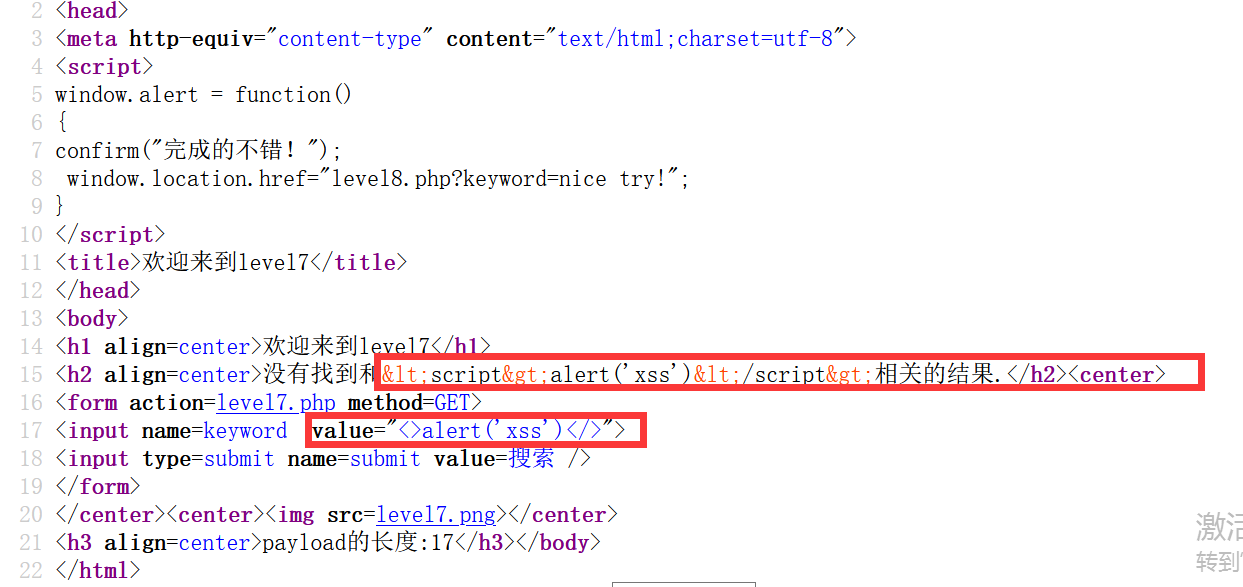 2 <head>
3 <meta http-equiv="content-type" content="text/html;charset=utf-8">
4 <script>
5 window.alert = function()
6 {
7 confirm("完成的不错！");
8  window.location.href="level8.php?keyword=nice try!";
9 }
10 </script>
11 <title>欢迎来到level7</title>
12 </head>
13 <body>
14 <h1 align=center>欢迎来到level7</h1>
15 <h2 align=center>没有找到和&lt;script&gt;alert('xss')&lt;/script&gt;相关的结果.</h2><center>
16 <form action=level7.php method=GET>
17 <input name=keyword  value="<>alert('xss')</>">
18 <input type=submit name=submit value=搜索 />
19 </form>
20 </center><center><img src=level7.png></center>
21 <h3 align=center>payload的长度:17</h3></body>
22 </html>
激活
转到